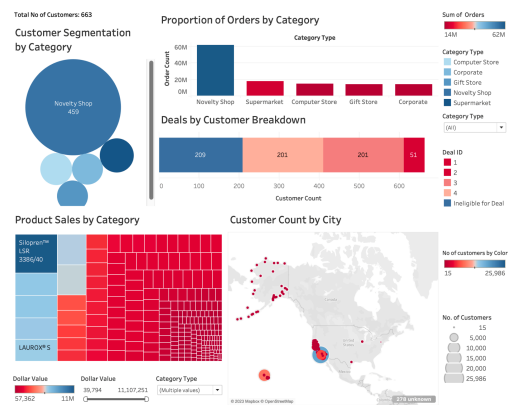 Total No of Customers: 663
Customer Segmentation
by Category
Novelty Shop
459
Proportion of Orders by Category
Category Type
Order Count
60M
40M
20M
0M
Novelty Shop
Supermarket
Computer Store
Gift Store
Corporate
Deals by Customer Breakdown
209
201
201
51
0
100
200
300
400
500
600
Customer Count
Sum of Orders
14M
62M
Category Type
Computer Store
Corporate
Gift Store
Novelty Shop
Supermarket
Category Type
(All)
Deal ID
1
2
3
4
Ineligible for Deal
Product Sales by Category
Silopren™
LSR
3386/40
LAUROX® S
Dollar Value
57,362
11M
Dollar Value
39,794
11,107,251
Category Type
(Multiple values)
Customer Count by City
© 2023 Mapbox © OpenStreetMap
278 unknown
No of customers by Color
15
25,986
No. of Customers
15
5,000
10,000
15,000
20,000
25,986